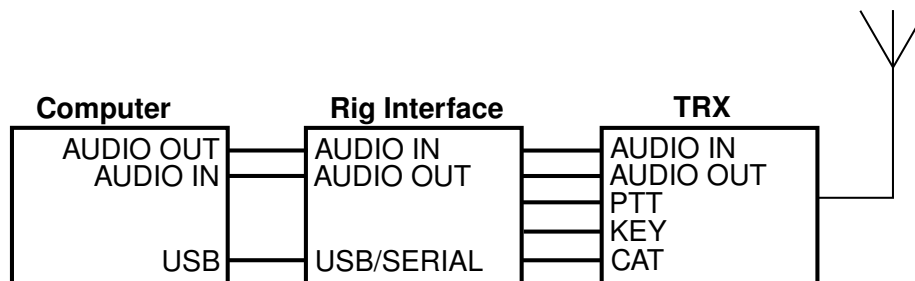 Computer
Rig Interface
TRX
AUDIO OUT
AUDIO IN
USB
AUDIO IN
AUDIO OUT
USB/SERIAL
AUDIO IN
AUDIO OUT
PTT
KEY
CAT